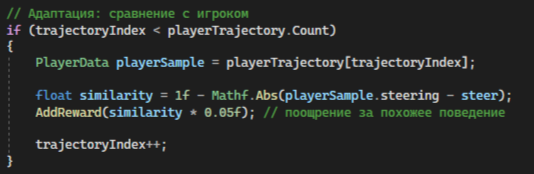 // Адаптация: сравнение с игроком
if (trajectoryIndex < playerTrajectory.Count)
{
PlayerData playerSample = playerTrajectory[trajectoryIndex];
float similarity = 1f - Mathf.Abs(playerSample.steering - steer);
AddReward(similarity * 0.05f); // поощрение за похожее поведение
trajectoryIndex++;
}